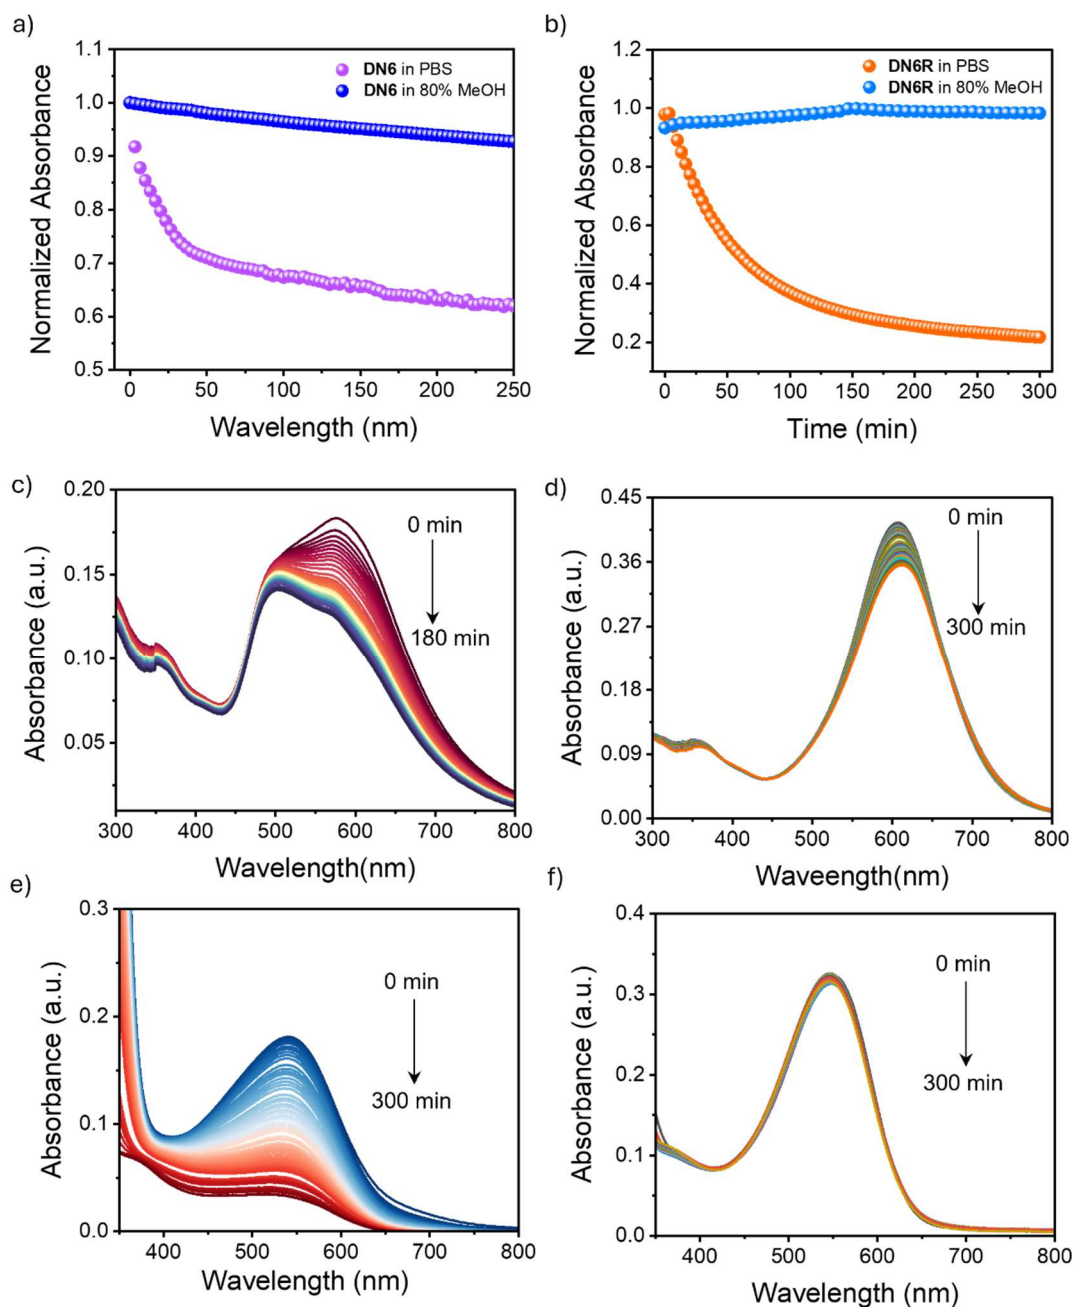 a)
1.1
1.0
0.9
0.8
0.7
0.6
0.5
Normalized Absorbance
DN6 in PBS
DN6 in 80% MeOH
0
50
100
150
200
250
Wavelength (nm)
b)
1.2
1.0
0.8
0.6
0.4
0.2
Normalized Absorbance
DN6R in PBS
DN6R in 80% MeOH
0
50
100
150
200
250
300
Time (min)
c)
0.20
0.15
0.10
0.05
Absorbance (a.u.)
0 min
180 min
300
400
500
600
700
800
Wavelength(nm)
d)
0.45
0.36
0.27
0.18
0.09
0.00
Absorbance (a.u.)
0 min
300 min
300
400
500
600
700
800
Waveength(nm)
e)
0.3
0.2
0.1
0.0
Absorbance (a.u.)
0 min
300 min
400
500
600
700
800
Wavelength (nm)
f)
0.4
0.3
0.2
0.1
0.0
Absorbance (a.u.)
0 min
300 min
400
500
600
700
800
Wavelength (nm)